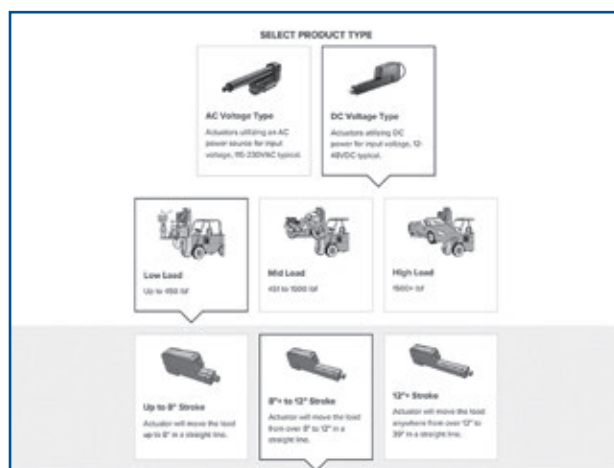 SELECT PRODUCT TYPE
AC Voltage Type
Actuators utilizing an AC
power source for input
voltage, 115-230VAC typical.
DC Voltage Type
Actuators utilizing DC
power for input voltage, 12-
48VDC typical.
Low Load
Up to 450 lbf
Mid Load
451 to 1500 lbf
High Load
1500+ lbf
Up to 8" Stroke
Actuator will move the load
up to 8" in a straight line.
8"+ to 12" Stroke
Actuator will move the load
from over 8" to 12" in a
straight line.
12"+ Stroke
Actuator will move the load
anywhere from over 12" to
39" in a straight line.